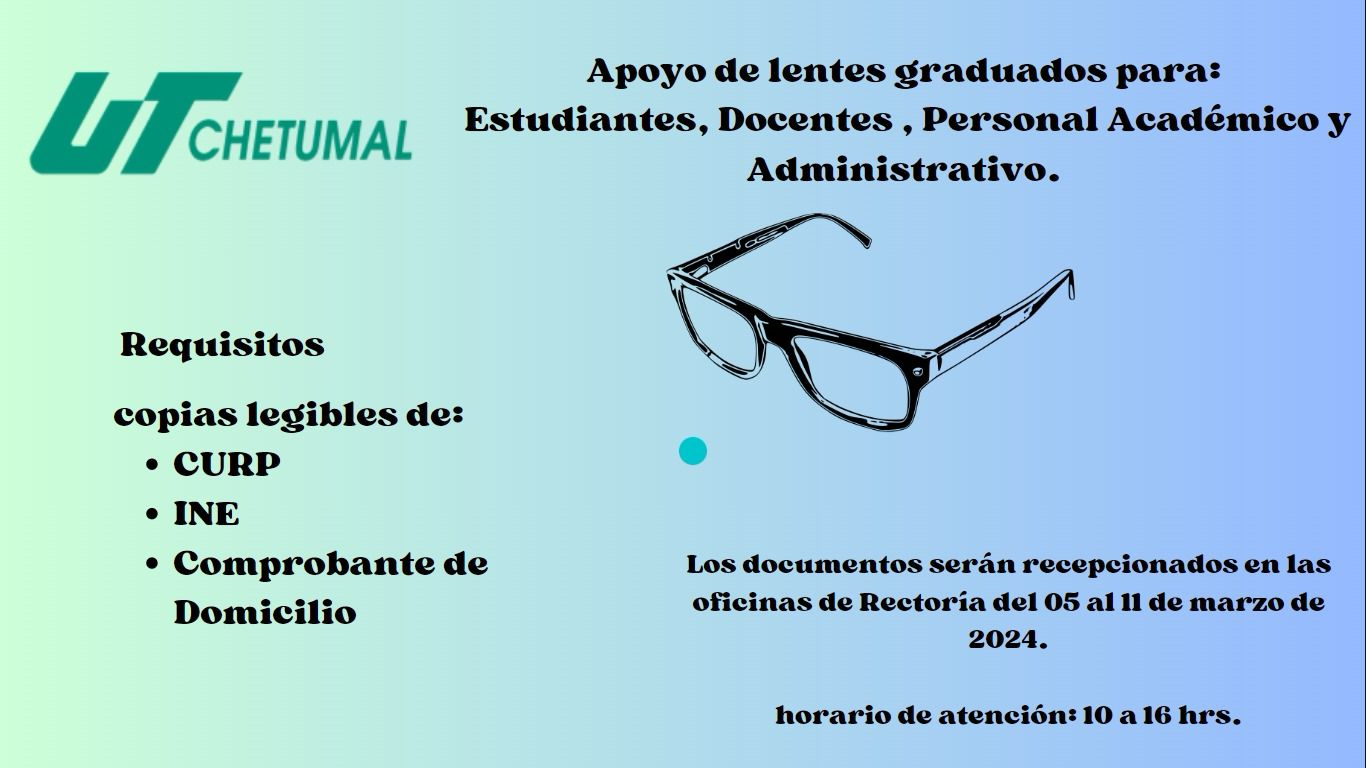 UT CHETUMAL
Apoyo de lentes graduados para:
Estudiantes, Docentes , Personal Académico y
Administrativo.
Requisitos
copias legibles de:
• CURP
• INE
• Comprobante de
Domicilio
Los documentos serán recepcionados en las
oficinas de Rectoría del 05 al 11 de marzo de
2024.
horario de atención: 10 a 16 hrs.